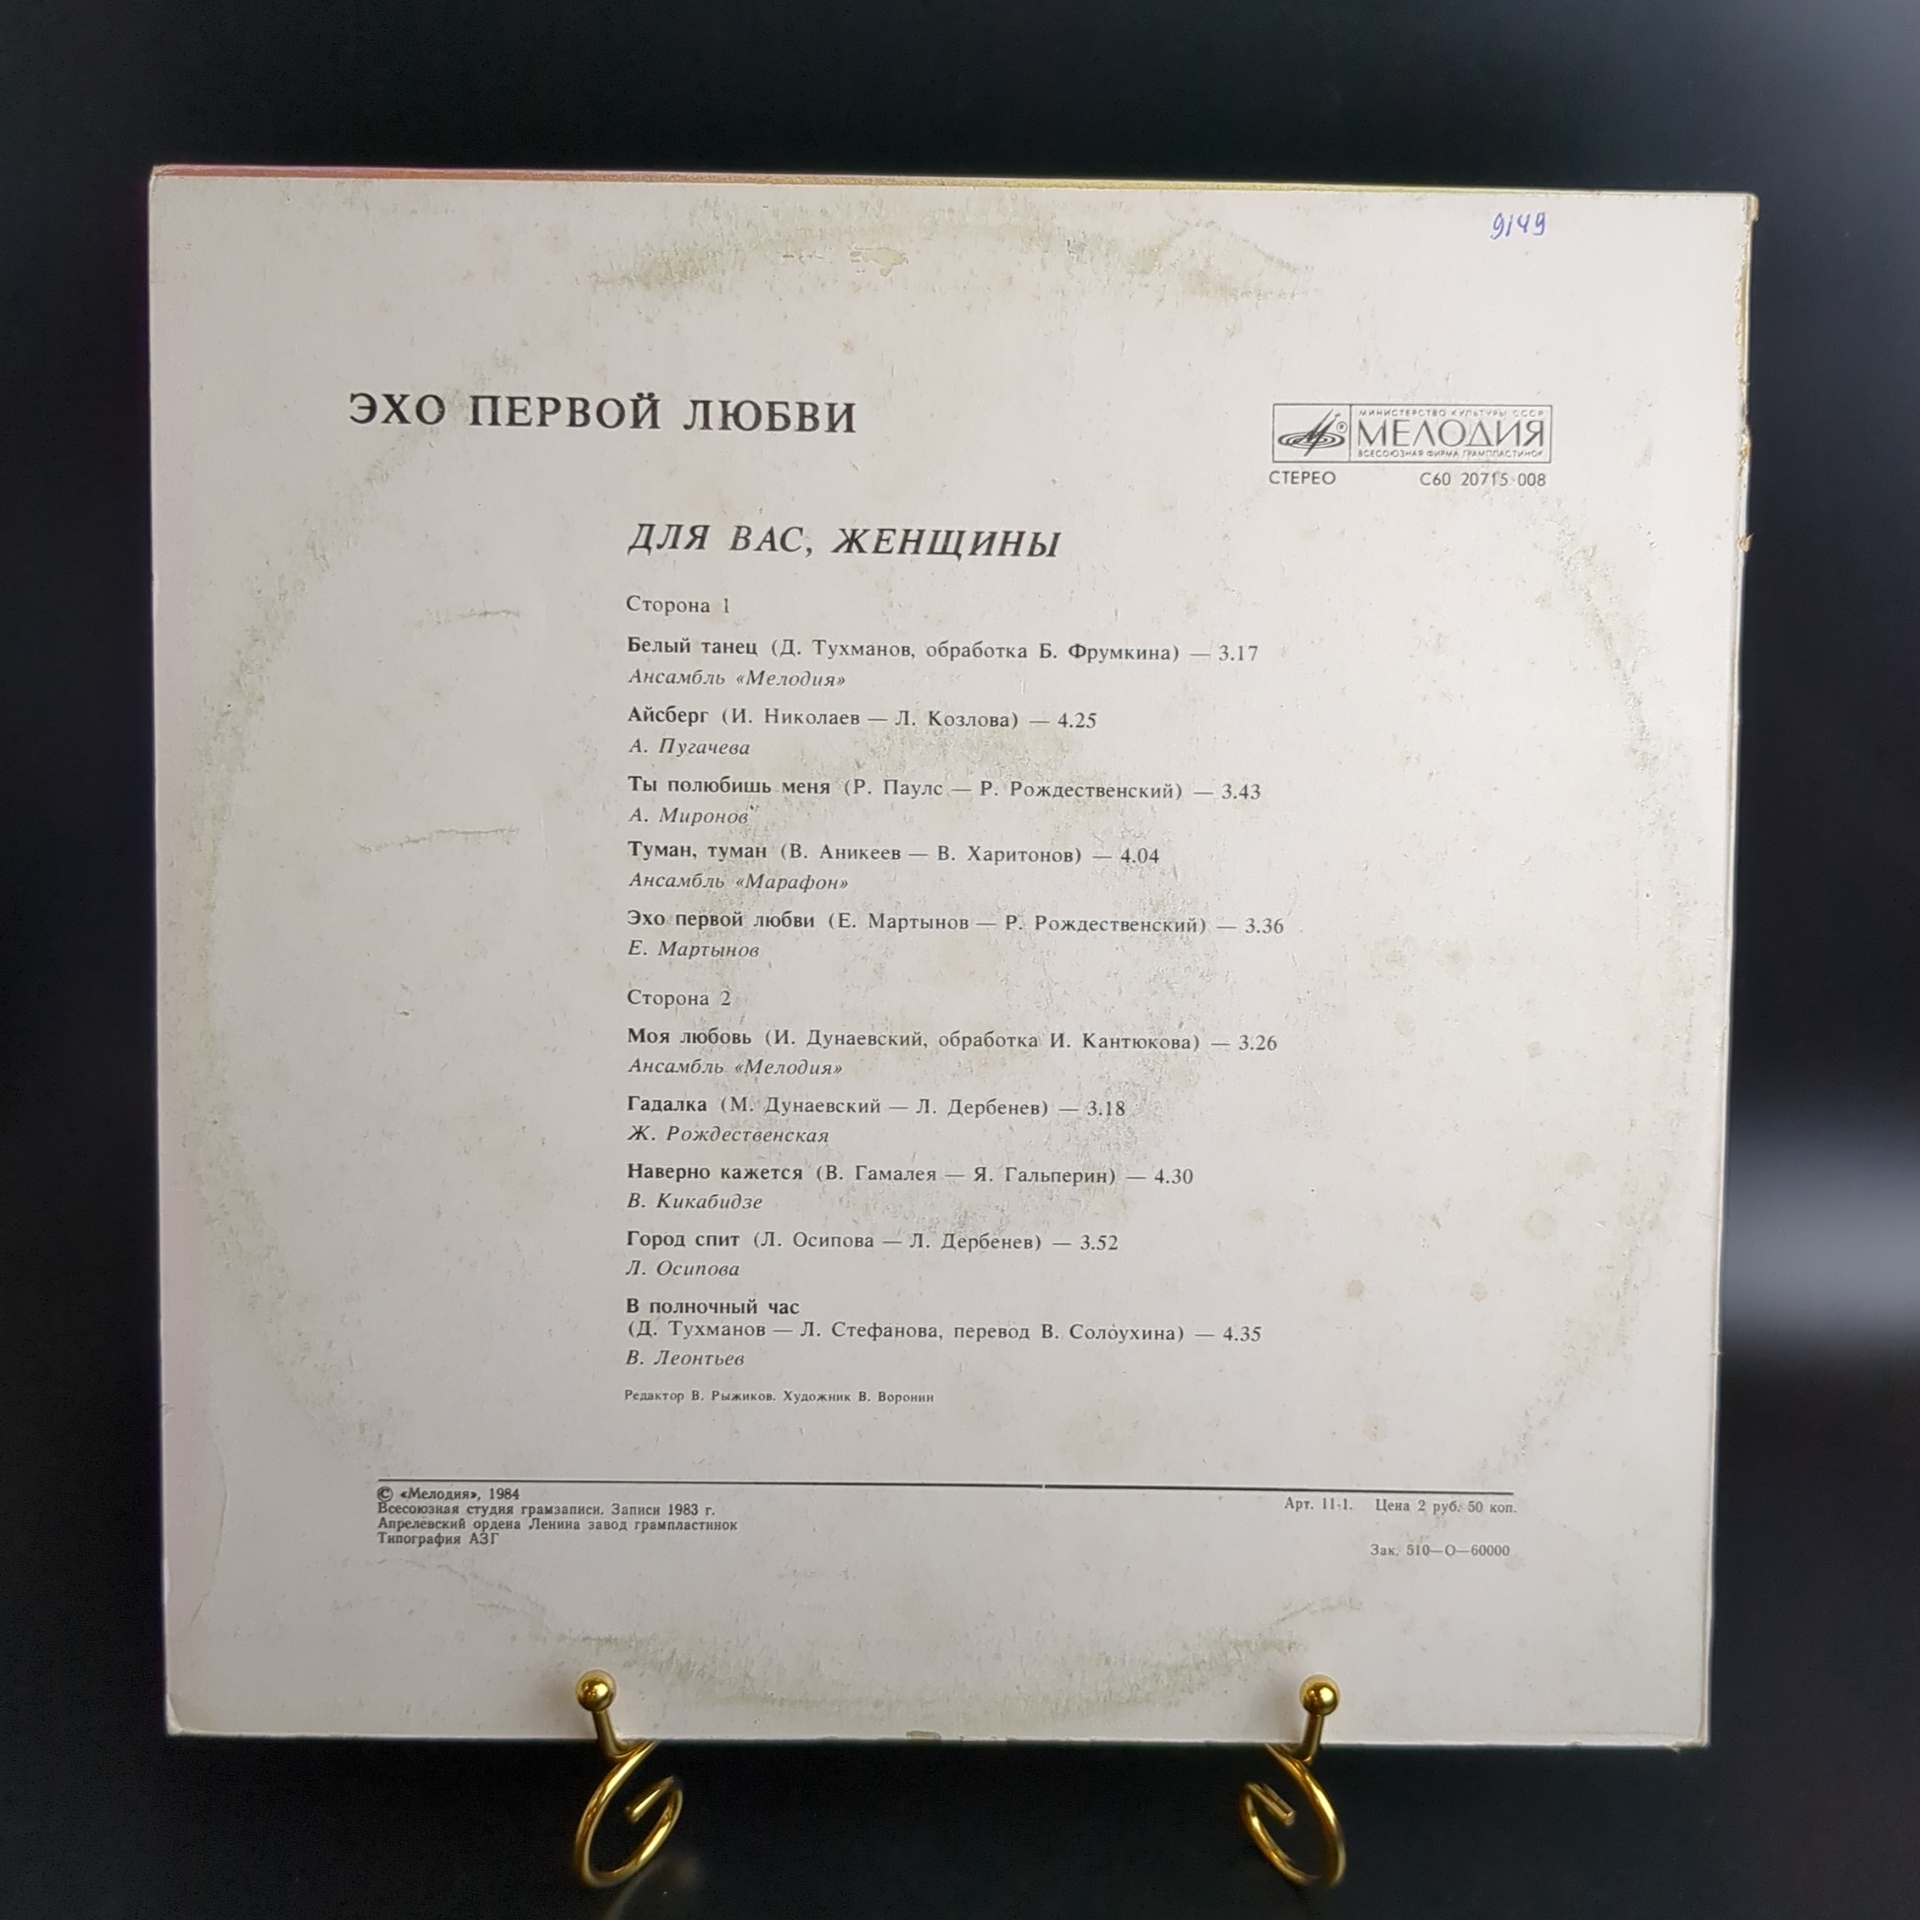 9149
ЭХО ПЕРВОЙ ЛЮБВИ
МИНИСТЕРСТВО КУЛЬТУРЫ СССР
МЕЛОДИЯ
ВСЕСОЮЗНАЯ ФИРМА ГРАМПЛАСТИНОК
СТЕРЕО С60 20715 008
ДЛЯ ВАС, ЖЕНЩИНЫ
Сторона 1
Белый танец (Д. Тухманов, обработка Б. Фрумкина) — 3.17
Ансамбль «Мелодия»
Айсберг (И. Николаев — Л. Козлова) — 4.25
А. Пугачева
Ты полюбишь меня (Р. Паулс — Р. Рождественский) — 3.43
А. Миронов
Туман, туман (В. Аникеев — В. Харитонов) — 4.04
Ансамбль «Марафон»
Эхо первой любви (Е. Мартынов — Р. Рождественский) — 3.36
Е. Мартынов
Сторона 2
Моя любовь (И. Дунаевский, обработка И. Кантюкова) — 3.26
Ансамбль «Мелодия»
Гадалка (М. Дунаевский — Л. Дербенев) — 3.18
Ж. Рождественская
Наверно кажется (В. Гамалея — Я. Гальперин) — 4.30
В. Кикабидзе
Город спит (Л. Осипова — Л. Дербенев) — 3.52
Л. Осипова
В полночный час
(Д. Тухманов — Л. Стефанова, перевод В. Солоухина) — 4.35
В. Леонтьев
Редактор В. Рыжиков. Художник В. Воронин
© «Мелодия», 1984
Всесоюзная студия грамзаписи. Записи 1983 г.
Апрелевский ордена Ленина завод грампластинок
Типография АЗГ
Арт. 11-1. Цена 2 руб. 50 коп.
Зак. 510—О—60000